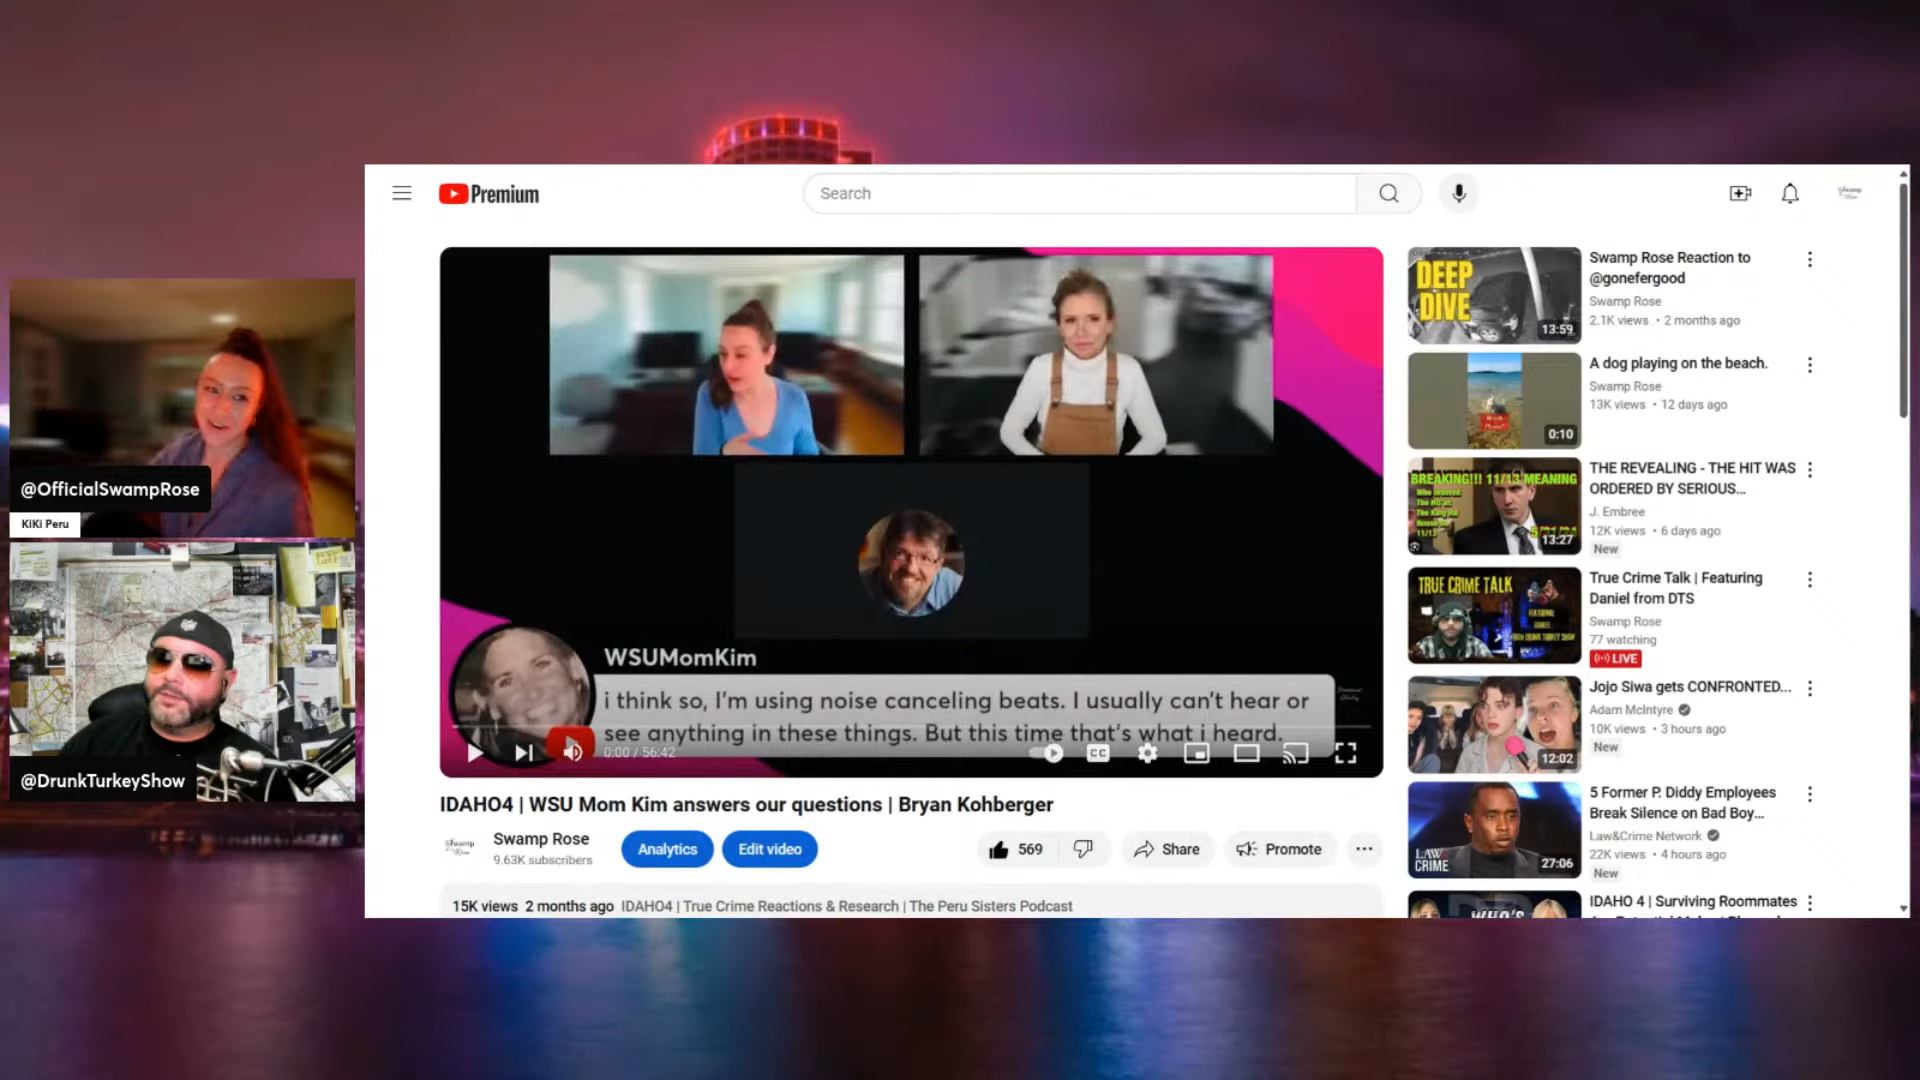 Premium
Search
@OfficialSwampRose
KiKi Peru
@DrunkTurkeyShow
WSUMomKim
i think so, I'm using noise canceling beats. I usually can't hear or
see anything in these things. But this time that's what i heard.
0:00 / 56:42
CC
IDAHO4 | WSU Mom Kim answers our questions | Bryan Kohberger
Swamp Rose
9.63K subscribers
Analytics
Edit video
569
Share
Promote
15K views 2 months ago IDAHO4 | True Crime Reactions & Research | The Peru Sisters Podcast
DEEP
DIVE
13:59
Swamp Rose Reaction to
@gonefergood
Swamp Rose
2.1K views • 2 months ago
0:10
A dog playing on the beach.
Swamp Rose
13K views • 12 days ago
BREAKING!!! 11/13 MEANING
13:27
THE REVEALING - THE HIT WAS
ORDERED BY SERIOUS...
J. Embree
12K views • 6 days ago
New
TRUE CRIME TALK
FEATURING
DANIEL
FROM DRUNK TURKEY SHOW
True Crime Talk | Featuring
Daniel from DTS
Swamp Rose
77 watching
LIVE
12:02
Jojo Siwa gets CONFRONTED...
Adam McIntyre
10K views • 3 hours ago
New
LAW&
CRIME
27:06
5 Former P. Diddy Employees
Break Silence on Bad Boy...
Law&Crime Network
22K views • 4 hours ago
New
WHO'S
IDAHO 4 | Surviving Roommates